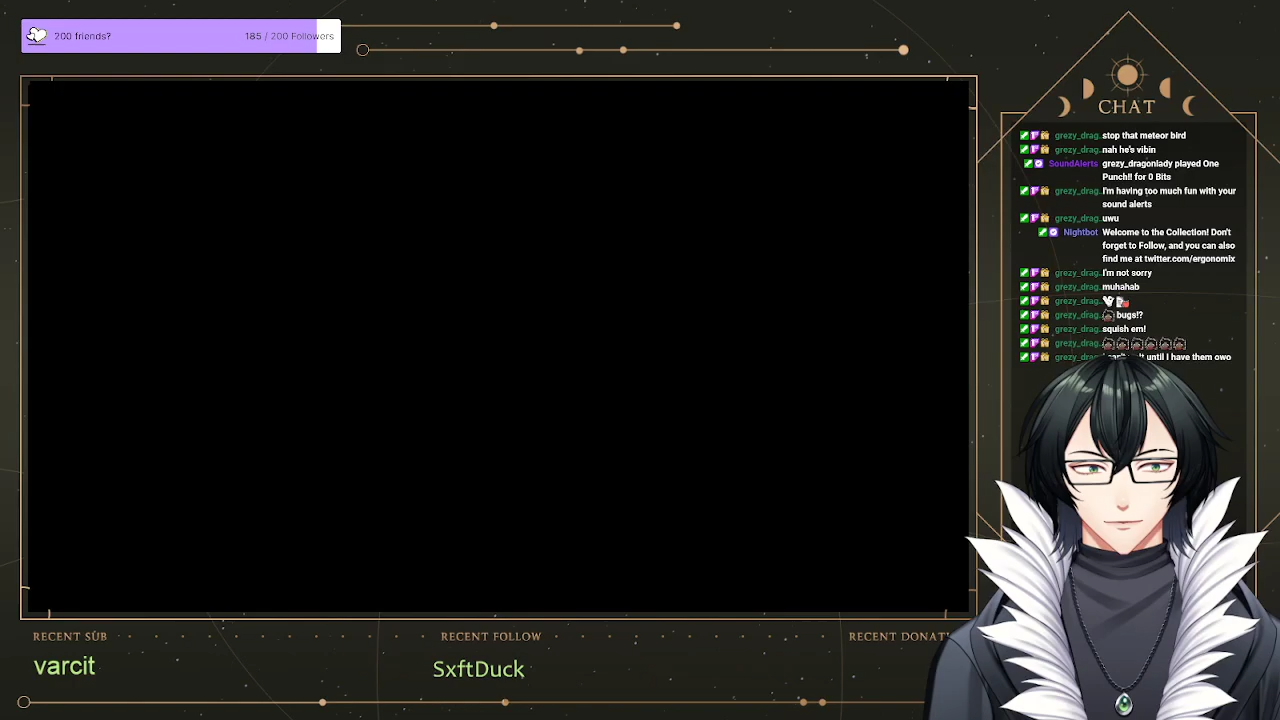 200 friends?
185 / 200 Followers
CHAT
grezy_drag.. stop that meteor bird
grezy_drag.. nah he's vibin
SoundAlerts grezy_dragonlady played One
Punch!! for 0 Bits
grezy_drag.. I'm having too much fun with your
sound alerts
grezy_drag.. uwu
Nightbot Welcome to the Collection! Don't
forget to Follow, and you can also
find me at twitter.com/ergonomix
grezy_drag.. I'm not sorry
grezy_drag.. muhahab
grezy_drag..
grezy_drag.. bugs!?
grezy_drag.. squish em!
grezy_drag..
grezy_drag.. until I have them owo
RECENT SUB
RECENT FOLLOW
RECENT
varcit
SxftDuck